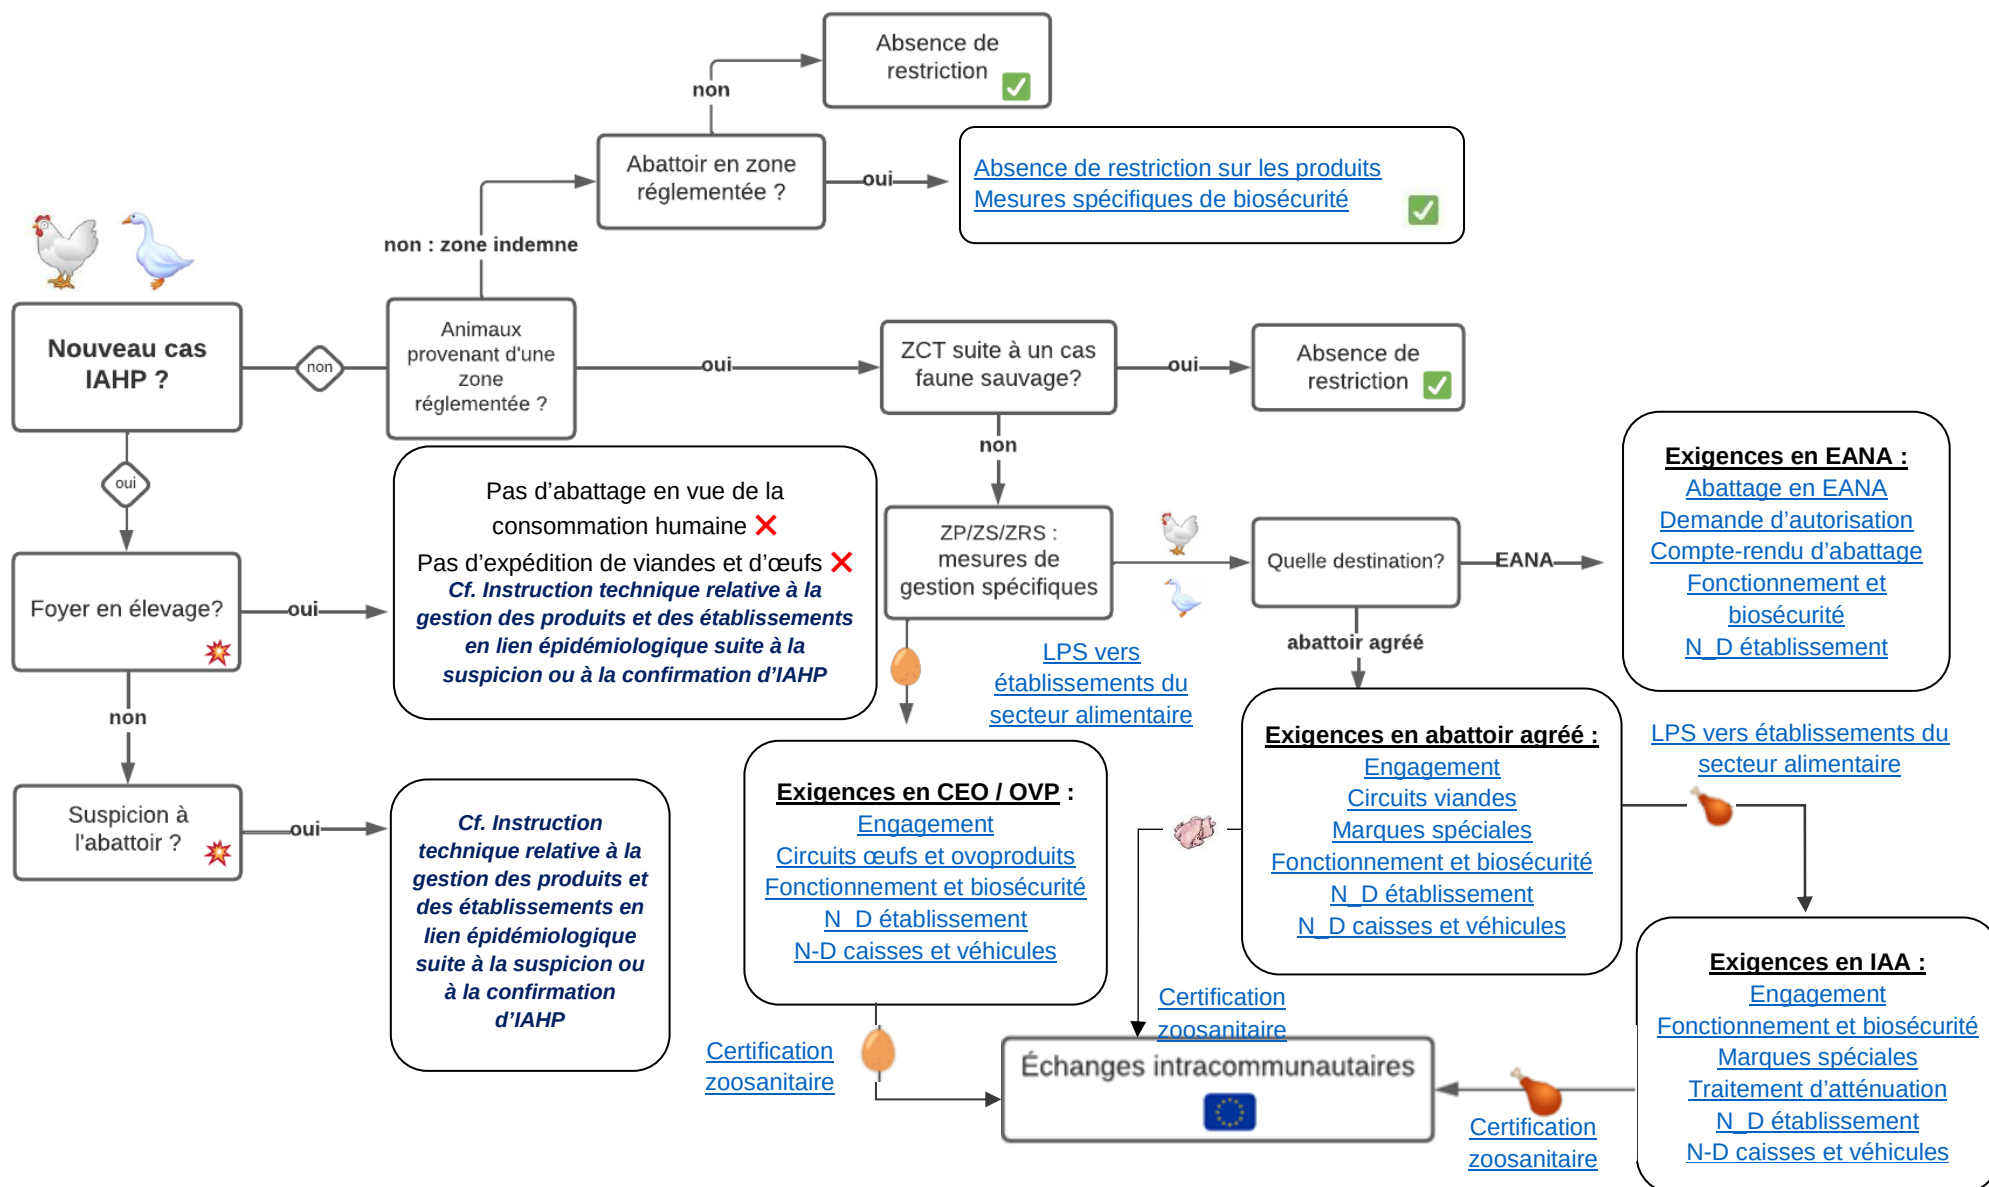 Absence de
restriction
non
Abattoir en zone
réglementée ?
oui
Absence de restriction sur les produits
Mesures spécifiques de biosécurité
non : zone indemne
Nouveau cas
IAHP ?
non
Animaux
provenant d'une
zone
réglementée ?
oui
ZCT suite à un cas
faune sauvage?
oui
Absence de
restriction
non
oui
Pas d’abattage en vue de la
consommation humaine
Pas d’expédition de viandes et d’œufs
Cf. Instruction technique relative à la
gestion des produits et des établissements
en lien épidémiologique suite à la
suspicion ou à la confirmation d’IAHP
ZP/ZS/ZRS :
mesures de
gestion spécifiques
Quelle destination?
EANA
Exigences en EANA :
Abattage en EANA
Demande d’autorisation
Compte-rendu d’abattage
Fonctionnement et
biosécurité
N_D établissement
Foyer en élevage?
oui
abattoir agréé
LPS vers
établissements du
secteur alimentaire
non
Suspicion à
l'abattoir ?
oui
Cf. Instruction
technique relative à la
gestion des produits et
des établissements en
lien épidémiologique
suite à la suspicion ou
à la confirmation
d’IAHP
Exigences en CEO / OVP :
Engagement
Circuits œufs et ovoproduits
Fonctionnement et biosécurité
N_D établissement
N-D caisses et véhicules
Exigences en abattoir agréé :
Engagement
Circuits viandes
Marques spéciales
Fonctionnement et biosécurité
N_D établissement
N_D caisses et véhicules
LPS vers établissements du
secteur alimentaire
Exigences en IAA :
Engagement
Fonctionnement et biosécurité
Marques spéciales
Traitement d’atténuation
N_D établissement
N-D caisses et véhicules
Certification
zoosanitaire
Certification
zoosanitaire
Échanges intracommunautaires
Certification
zoosanitaire